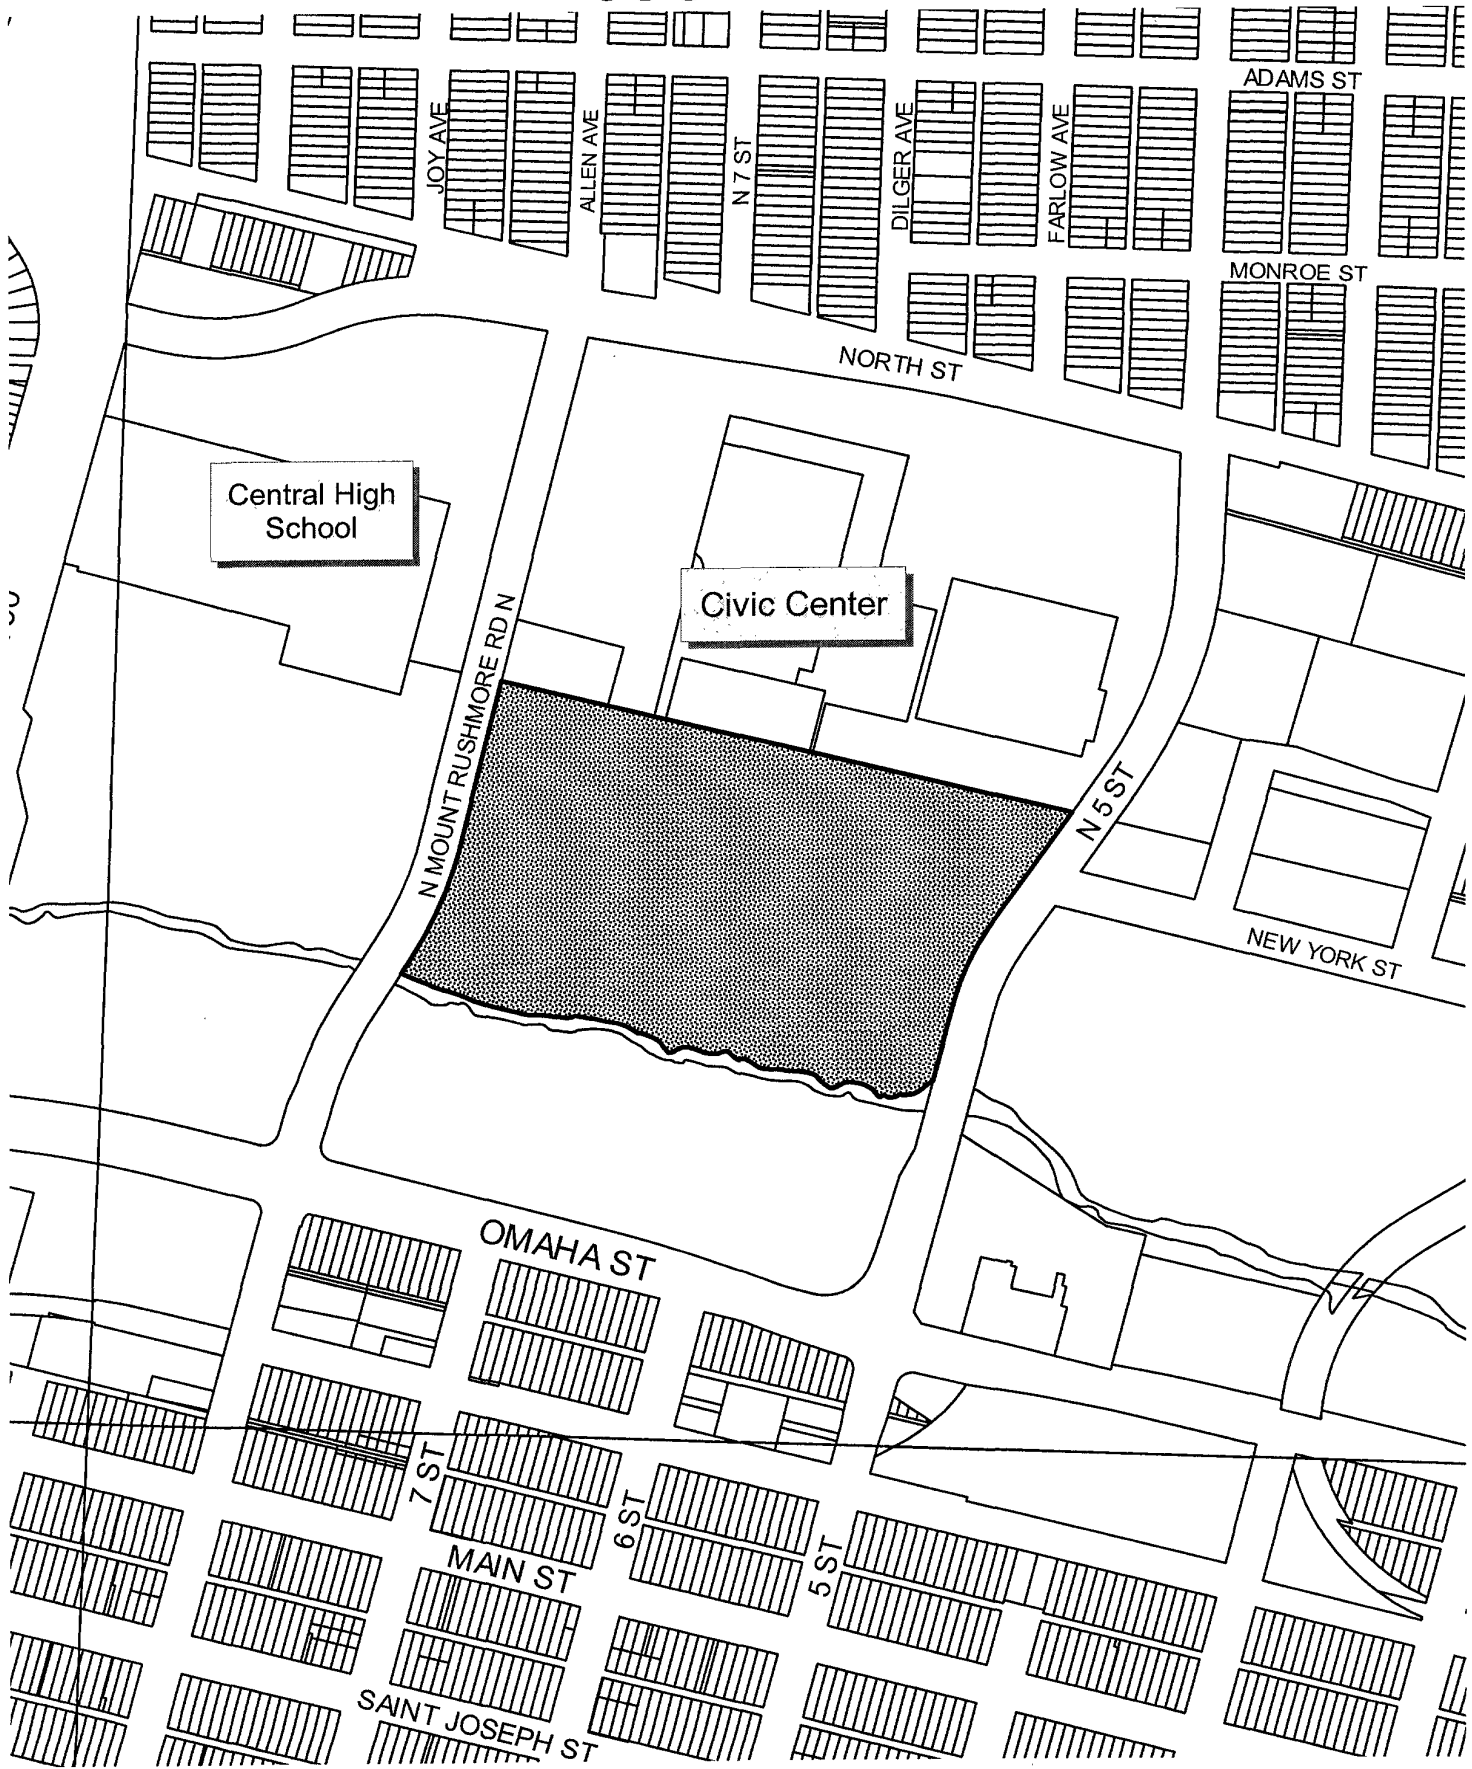 ADAMS ST
JOY AVE
ALLEN AVE
N 7 ST
DILGER AVE
FARLOW AVE
MONROE ST
NORTH ST
Central High
School
Civic Center
N MOUNT RUSHMORE RD N
N 5 ST
NEW YORK ST
OMAHA ST
7 ST
6 ST
5 ST
MAIN ST
SAINT JOSEPH ST